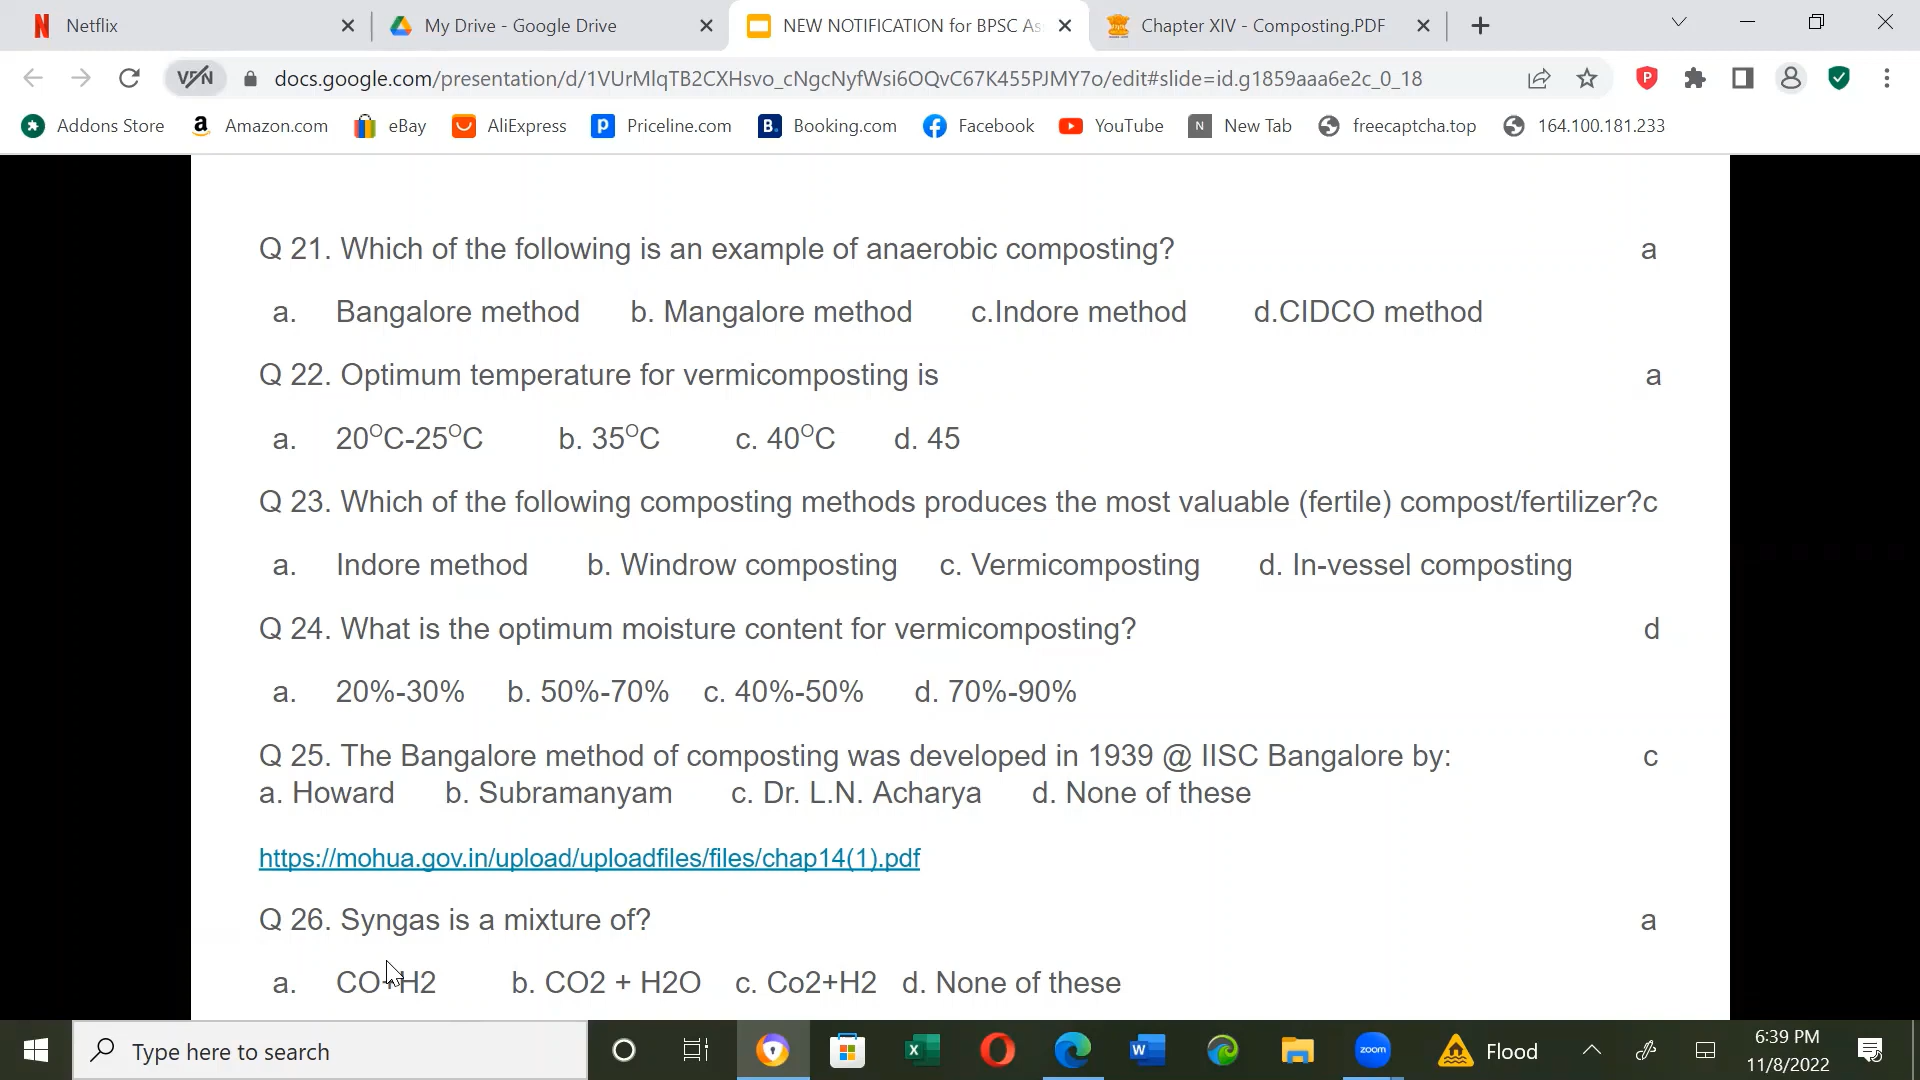 Netflix
My Drive - Google Drive
NEW NOTIFICATION for BPSC As
Chapter XIV - Composting.PDF
VPN
docs.google.com/presentation/d/1VUrMlqTB2CXHsvo_cNgcNyfWsi6OQvC67K455PJMY7o/edit#slide=id.g1859aaa6e2c_0_18
Addons Store Amazon.com eBay AliExpress Priceline.com Booking.com Facebook YouTube New Tab freecaptcha.top 164.100.181.233
Q 21. Which of the following is an example of anaerobic composting? a
a. Bangalore method b. Mangalore method c.Indore method d.CIDCO method
Q 22. Optimum temperature for vermicomposting is a
a. 20ᴼC-25ᴼC b. 35ᴼC c. 40ᴼC d. 45
Q 23. Which of the following composting methods produces the most valuable (fertile) compost/fertilizer?c
a. Indore method b. Windrow composting c. Vermicomposting d. In-vessel composting
Q 24. What is the optimum moisture content for vermicomposting? d
a. 20%-30% b. 50%-70% c. 40%-50% d. 70%-90%
Q 25. The Bangalore method of composting was developed in 1939 @ IISC Bangalore by: c
a. Howard b. Subramanyam c. Dr. L.N. Acharya d. None of these
https://mohua.gov.in/upload/uploadfiles/files/chap14(1).pdf
Q 26. Syngas is a mixture of? a
a. CO+H2 b. CO2 + H2O c. Co2+H2 d. None of these
Type here to search
zoom
Flood
6:39 PM
11/8/2022